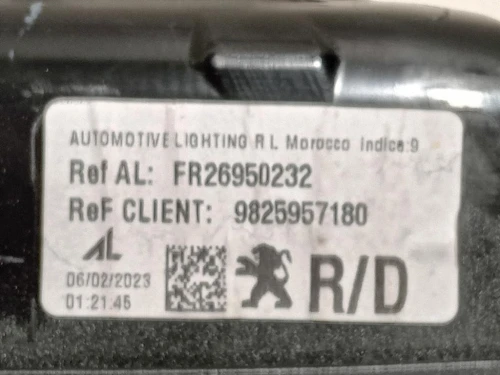 AUTOMOTIVE LIGHTING R L Morocco Indice:9
Ref AL: FR26950232
ReF CLIENT: 9825957180
AL
06/02/2023
01:21.45
R/D